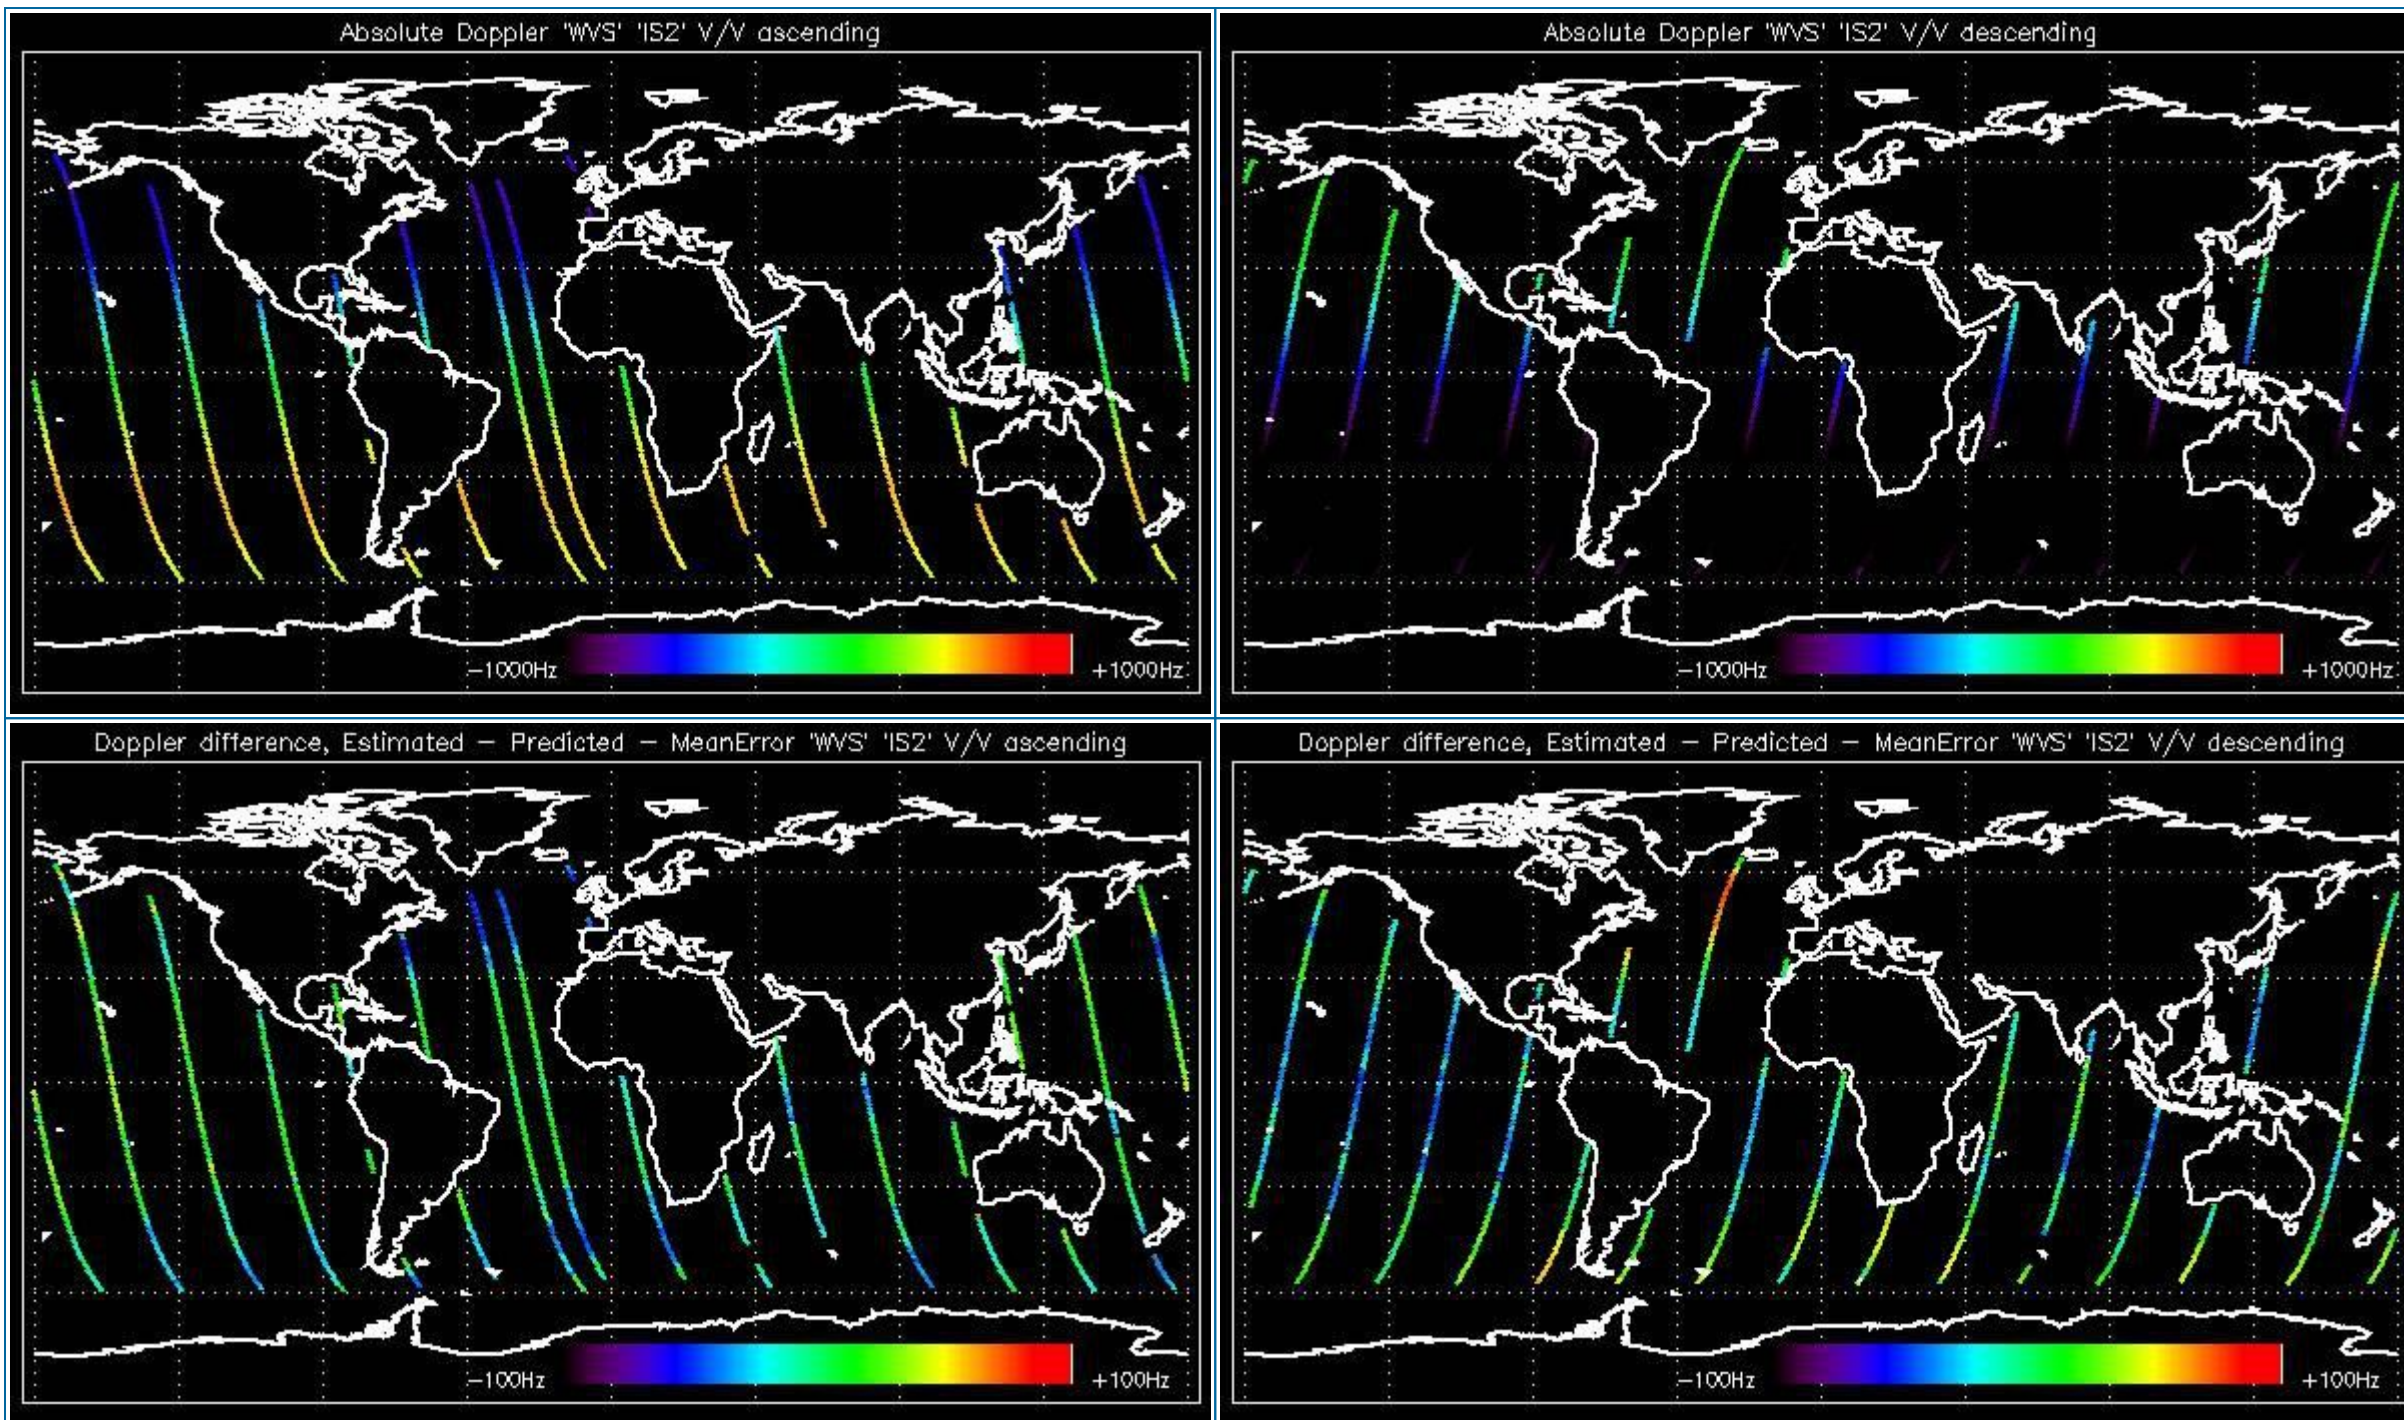 Absolute Doppler 'WVS' 'IS2' V/V ascending
-1000Hz
+1000Hz
Absolute Doppler 'WVS' 'IS2' V/V descending
-1000Hz
+1000Hz
Doppler difference, Estimated - Predicted - MeanError 'WVS' 'IS2' V/V ascending
-100Hz
+100Hz
Doppler difference, Estimated - Predicted - MeanError 'WVS' 'IS2' V/V descending
-100Hz
+100Hz